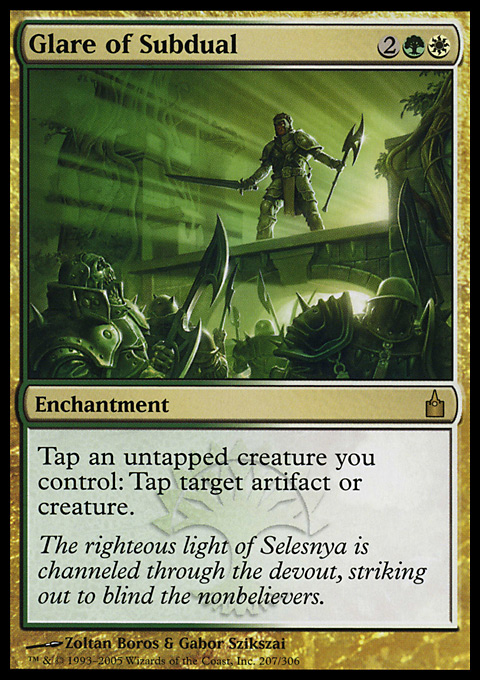 Glare of Subdual 2
Enchantment
Tap an untapped creature you
control: Tap target artifact or
creature.
The righteous light of Selesnya is
channeled through the devout, striking
out to blind the nonbelievers.
Zoltan Boros & Gabor Szikszai
™ & © 1993–2005 Wizards of the Coast, Inc. 207/306